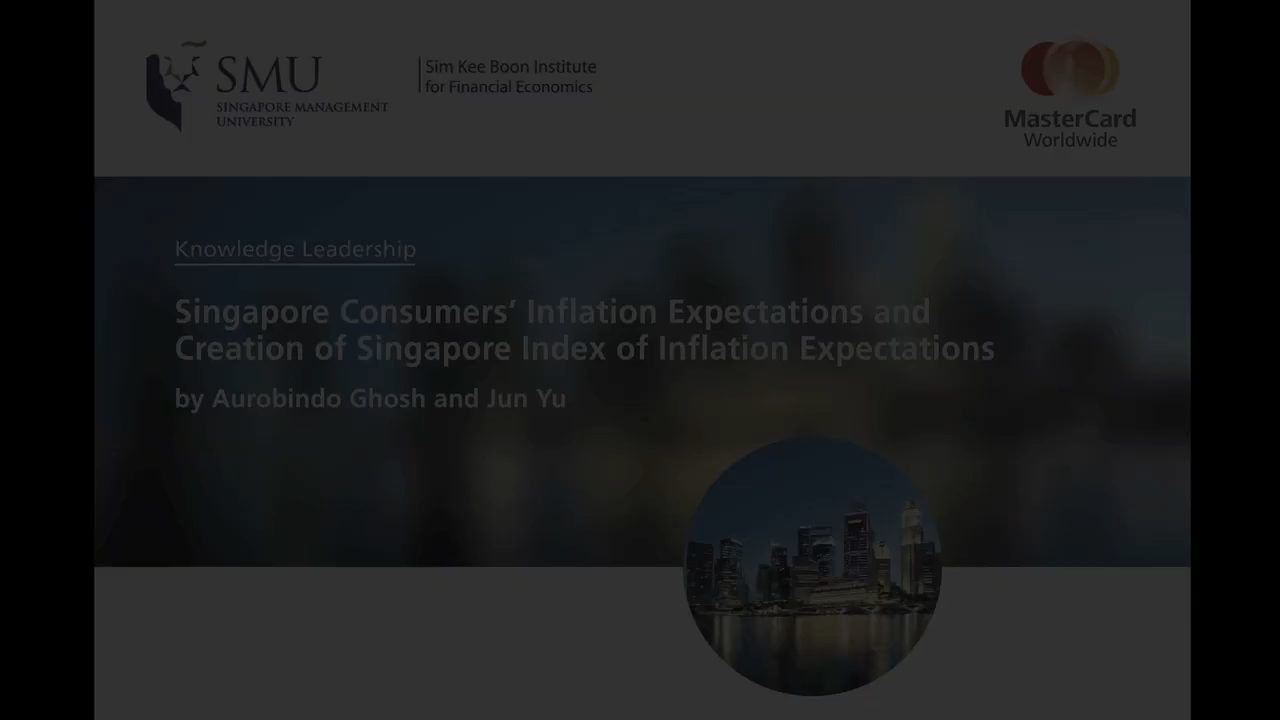 SMU
SINGAPORE MANAGEMENT
UNIVERSITY
Sim Kee Boon Institute
for Financial Economics
MasterCard
Worldwide
Knowledge Leadership
Singapore Consumers’ Inflation Expectations and
Creation of Singapore Index of Inflation Expectations
by Aurobindo Ghosh and Jun Yu